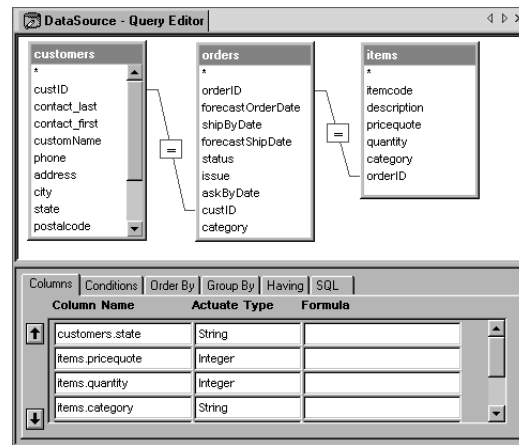 DataSource - Query Editor
customers
*
custID
contact_last
contact_first
customName
phone
address
city
state
postalcode
=
orders
*
orderID
forecastOrderDate
shipByDate
forecastShipDate
status
issue
askByDate
custID
category
=
items
*
itemcode
description
pricequote
quantity
category
orderID
Columns Conditions Order By Group By Having SQL
Column Name Actuate Type Formula
customers.state String
items.pricequote Integer
items.quantity Integer
items.category String